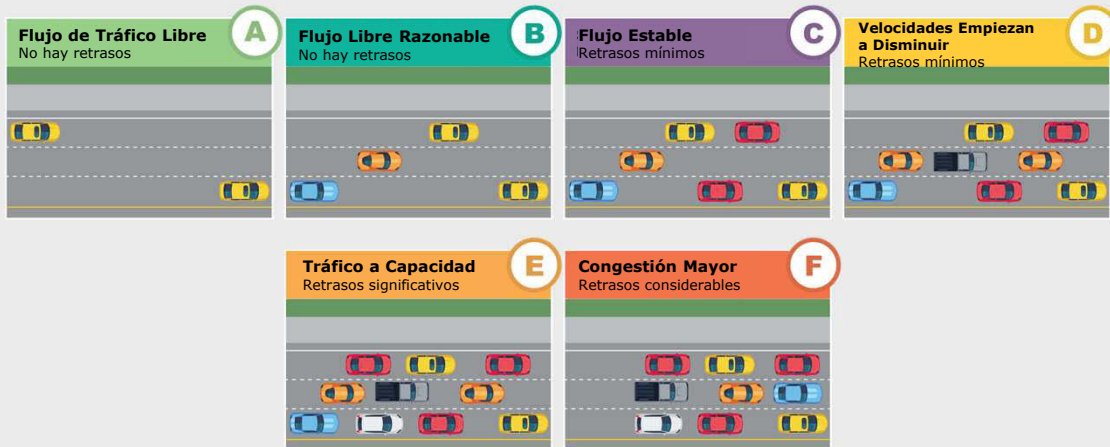 Flujo de Tráfico Libre
No hay retrasos
A
Flujo Libre Razonable
No hay retrasos
B
Flujo Estable
Retrasos mínimos
C
Velocidades Empiezan
a Disminuir
Retrasos mínimos
D
Tráfico a Capacidad
Retrasos significativos
E
Congestión Mayor
Retrasos considerables
F